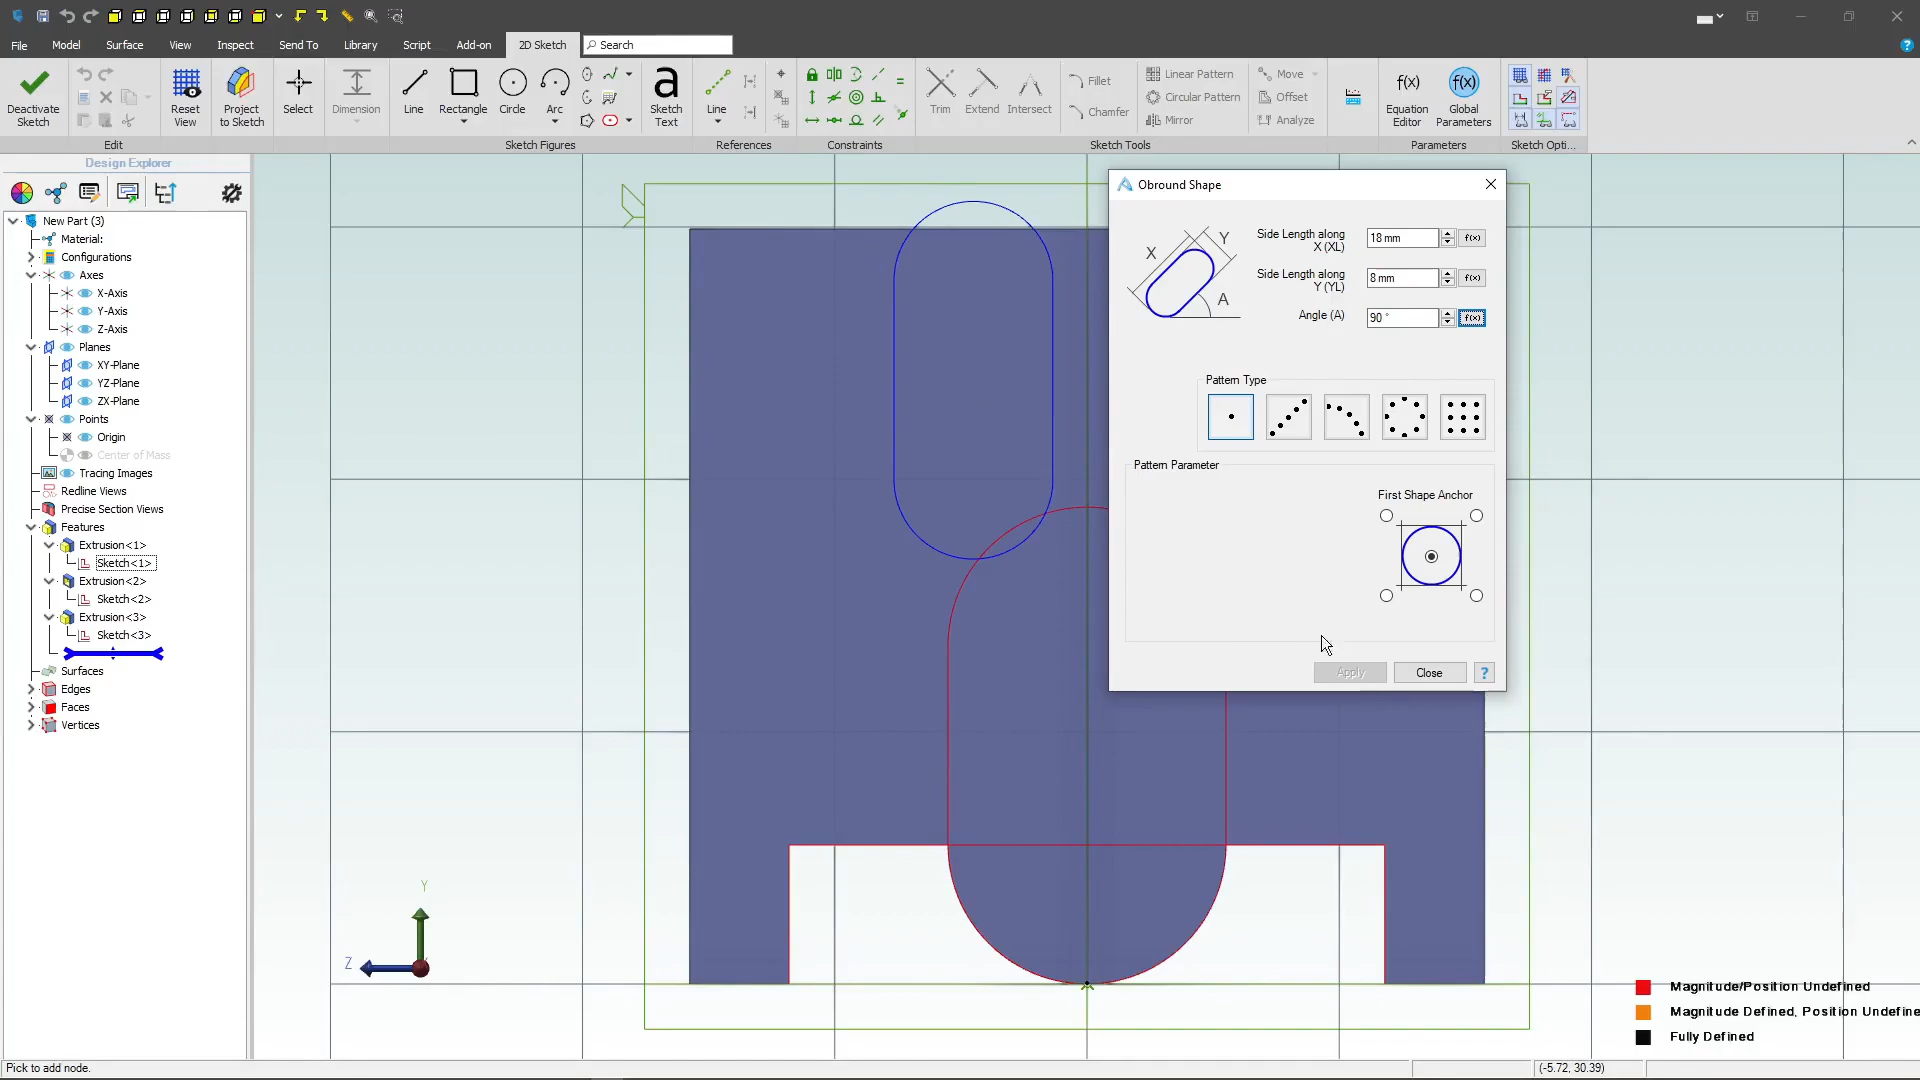 File
Model
Surface
View
Inspect
Send To
Library
Script
Add-on
2D Sketch
Search
Deactivate Sketch
Reset View
Project to Sketch
Select
Dimension
Line
Rectangle
Circle
Arc
a
Sketch Text
Line
Trim
Extend
Intersect
Fillet
Chamfer
Linear Pattern
Circular Pattern
Mirror
Move
Offset
Analyze
f(x)
Equation Editor
f(x)
Global Parameters
Edit
Sketch Figures
References
Constraints
Sketch Tools
Parameters
Sketch Opti...
Design Explorer
New Part (3)
Material:
Configurations
Axes
X-Axis
Y-Axis
Z-Axis
Planes
XY-Plane
YZ-Plane
ZX-Plane
Points
Origin
Center of Mass
Tracing Images
Redline Views
Precise Section Views
Features
Extrusion<1>
Sketch<1>
Extrusion<2>
Sketch<2>
Extrusion<3>
Sketch<3>
Surfaces
Edges
Faces
Vertices
Obround Shape
X
Y
A
Side Length along X (XL)
18 mm
f(x)
Side Length along Y (YL)
8 mm
f(x)
Angle (A)
90 °
f(x)
Pattern Type
Pattern Parameter
First Shape Anchor
Apply
Close
?
Y
Z
Magnitude/Position Undefined
Magnitude Defined, Position Undefine
Fully Defined
Pick to add node.
(-5.72, 30.39)